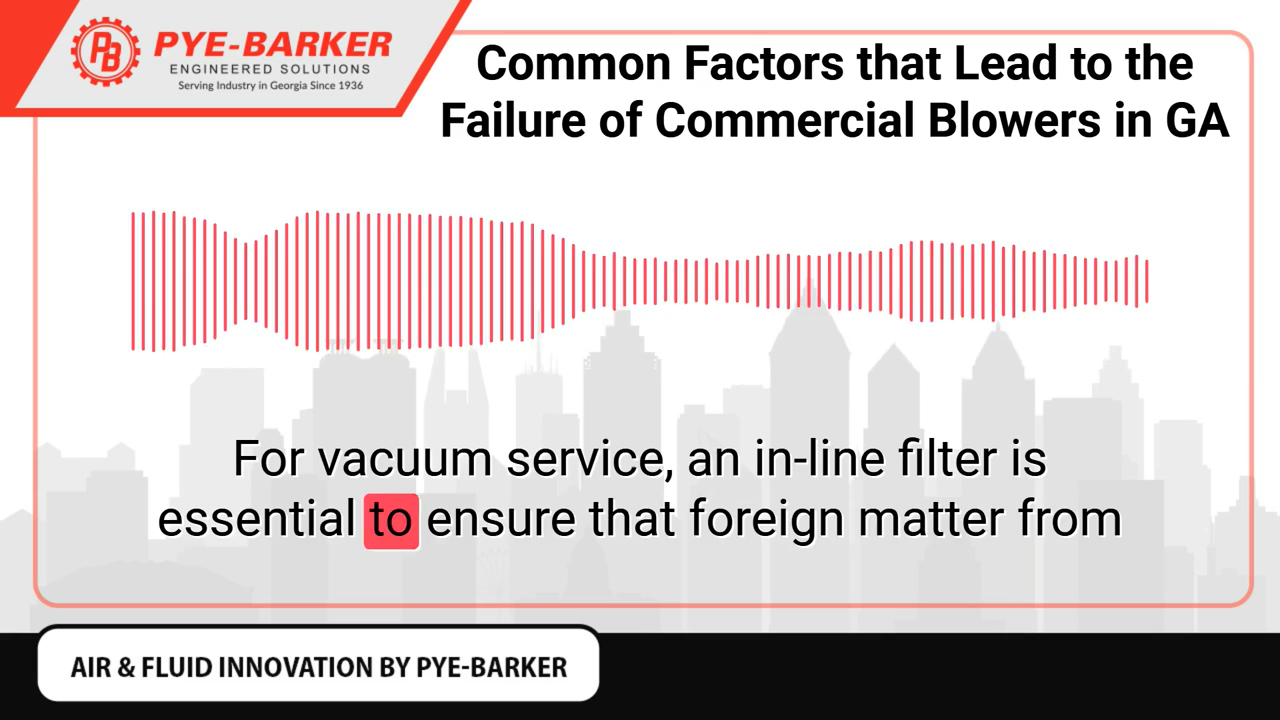 PB
PYE-BARKER
ENGINEERED SOLUTIONS
Serving Industry in Georgia Since 1936
Common Factors that Lead to the
Failure of Commercial Blowers in GA
For vacuum service, an in-line filter is
essential to ensure that foreign matter from
AIR & FLUID INNOVATION BY PYE-BARKER